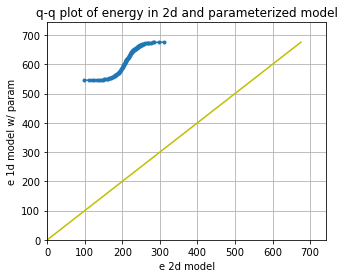 q-q plot of energy in 2d and parameterized model
700
600
500
400
300
200
100
0
e 1d model w/ param
0 100 200 300 400 500 600 700
e 2d model